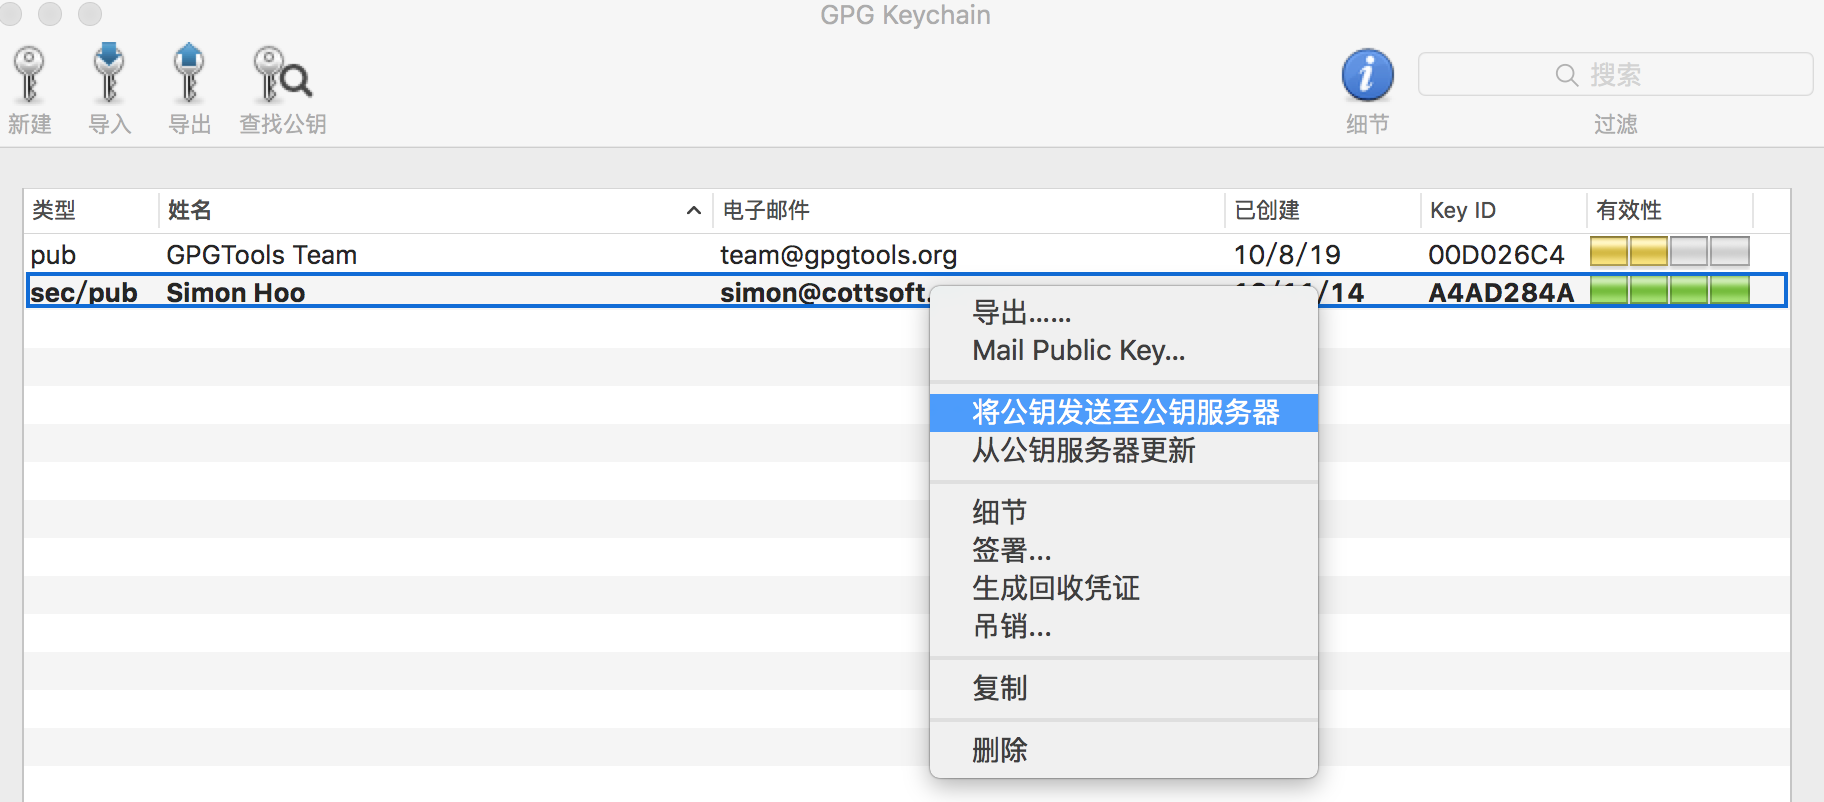 GPG Keychain
新建 导入 导出 查找公钥 细节 搜索 过滤
类型 姓名 电子邮件 已创建 Key ID 有效性
pub GPGTools Team team@gpgtools.org 10/8/19 00D026C4
sec/pub Simon Hoo simon@cottsoft. /14 A4AD284A
导出……
Mail Public Key...
将公钥发送至公钥服务器
从公钥服务器更新
细节
签署...
生成回收凭证
吊销...
复制
删除